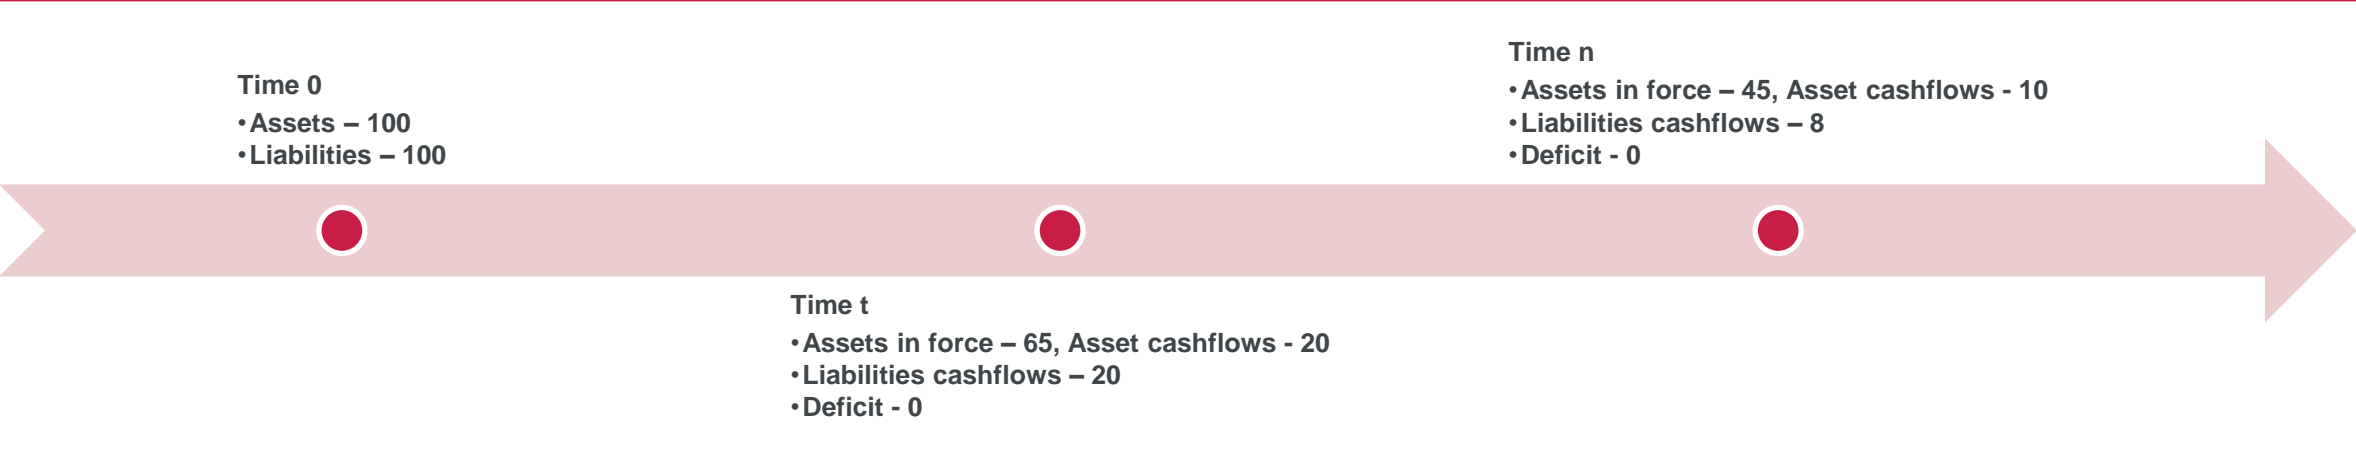 Time 0
•Assets – 100
•Liabilities – 100
Time t
•Assets in force – 65, Asset cashflows - 20
•Liabilities cashflows – 20
•Deficit - 0
Time n
•Assets in force – 45, Asset cashflows - 10
•Liabilities cashflows – 8
•Deficit - 0